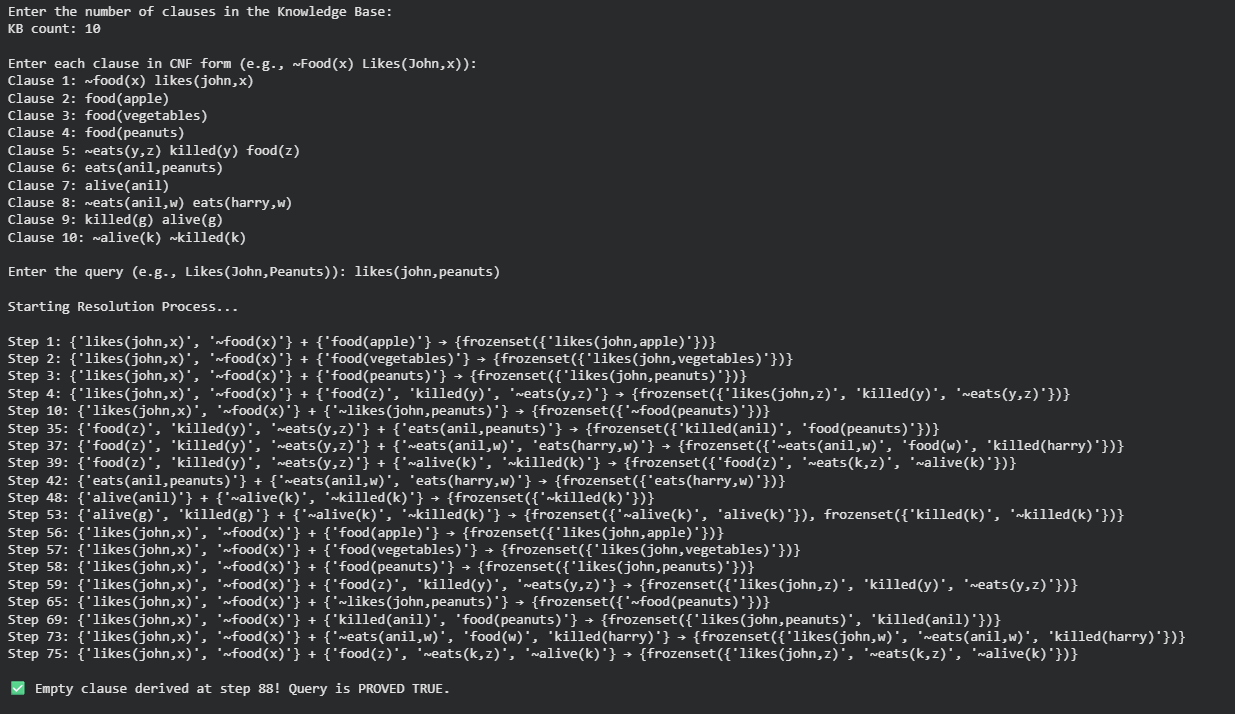 Enter the number of clauses in the Knowledge Base:
KB count: 10
Enter each clause in CNF form (e.g., ~Food(x) Likes(John,x)):
Clause 1: ~food(x) likes(john,x)
Clause 2: food(apple)
Clause 3: food(vegetables)
Clause 4: food(peanuts)
Clause 5: ~eats(y,z) killed(y) food(z)
Clause 6: eats(anil,peanuts)
Clause 7: alive(anil)
Clause 8: ~eats(anil,w) eats(harry,w)
Clause 9: killed(g) alive(g)
Clause 10: ~alive(k) ~killed(k)
Enter the query (e.g., Likes(John,Peanuts)): likes(john,peanuts)
Starting Resolution Process...
Step 1: {'likes(john,x)', '~food(x)'} + {'food(apple)'} → {frozenset({'likes(john,apple)'})}
Step 2: {'likes(john,x)', '~food(x)'} + {'food(vegetables)'} → {frozenset({'likes(john,vegetables)'})}
Step 3: {'likes(john,x)', '~food(x)'} + {'food(peanuts)'} → {frozenset({'likes(john,peanuts)'})}
Step 4: {'likes(john,x)', '~food(x)'} + {'food(z)', 'killed(y)', '~eats(y,z)'} → {frozenset({'likes(john,z)', 'killed(y)', '~eats(y,z)'})}
Step 10: {'likes(john,x)', '~food(x)'} + {'~likes(john,peanuts)'} → {frozenset({'~food(peanuts)'})}
Step 35: {'food(z)', 'killed(y)', '~eats(y,z)'} + {'eats(anil,peanuts)'} → {frozenset({'killed(anil)', 'food(peanuts)'})}
Step 37: {'food(z)', 'killed(y)', '~eats(y,z)'} + {'~eats(anil,w)', 'eats(harry,w)'} → {frozenset({'~eats(anil,w)', 'food(w)', 'killed(harry)'})}
Step 39: {'food(z)', 'killed(y)', '~eats(y,z)'} + {'~alive(k)', '~killed(k)'} → {frozenset({'food(z)', '~eats(k,z)', '~alive(k)'})}
Step 42: {'eats(anil,peanuts)'} + {'~eats(anil,w)', 'eats(harry,w)'} → {frozenset({'eats(harry,w)'})}
Step 48: {'alive(anil)'} + {'~alive(k)', '~killed(k)'} → {frozenset({'~killed(k)'})}
Step 53: {'alive(g)', 'killed(g)'} + {'~alive(k)', '~killed(k)'} → {frozenset({'~alive(k)', 'alive(k)'}), frozenset({'killed(k)', '~killed(k)'})}
Step 56: {'likes(john,x)', '~food(x)'} + {'food(apple)'} → {frozenset({'likes(john,apple)'})}
Step 57: {'likes(john,x)', '~food(x)'} + {'food(vegetables)'} → {frozenset({'likes(john,vegetables)'})}
Step 58: {'likes(john,x)', '~food(x)'} + {'food(peanuts)'} → {frozenset({'likes(john,peanuts)'})}
Step 59: {'likes(john,x)', '~food(x)'} + {'food(z)', 'killed(y)', '~eats(y,z)'} → {frozenset({'likes(john,z)', 'killed(y)', '~eats(y,z)'})}
Step 65: {'likes(john,x)', '~food(x)'} + {'~likes(john,peanuts)'} → {frozenset({'~food(peanuts)'})}
Step 69: {'likes(john,x)', '~food(x)'} + {'killed(anil)', 'food(peanuts)'} → {frozenset({'likes(john,peanuts)', 'killed(anil)'})}
Step 73: {'likes(john,x)', '~food(x)'} + {'~eats(anil,w)', 'food(w)', 'killed(harry)'} → {frozenset({'likes(john,w)', '~eats(anil,w)', 'killed(harry)'})}
Step 75: {'likes(john,x)', '~food(x)'} + {'food(z)', '~eats(k,z)', '~alive(k)'} → {frozenset({'likes(john,z)', '~eats(k,z)', '~alive(k)'})}
✅ Empty clause derived at step 88! Query is PROVED TRUE.